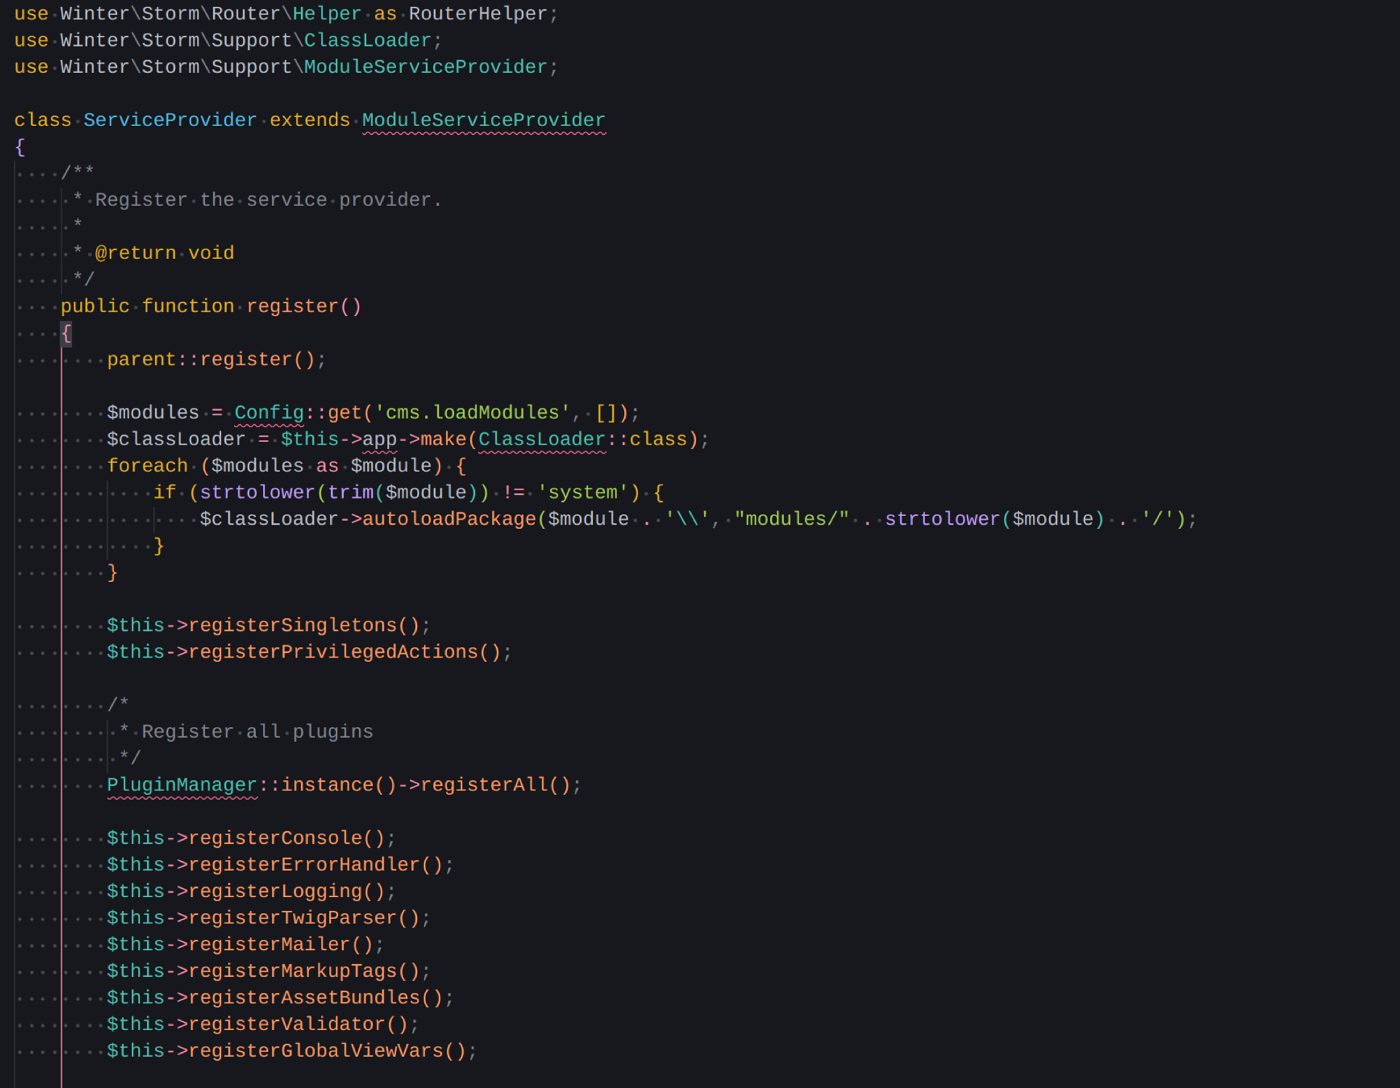 use Winter\Storm\Router\Helper as RouterHelper;
use Winter\Storm\Support\ClassLoader;
use Winter\Storm\Support\ModuleServiceProvider;

class ServiceProvider extends ModuleServiceProvider
{
    /**
     * Register the service provider.
     *
     * @return void
     */
    public function register()
    {
        parent::register();

        $modules = Config::get('cms.loadModules', []);
        $classLoader = $this->app->make(ClassLoader::class);
        foreach ($modules as $module) {
            if (strtolower(trim($module)) != 'system') {
                $classLoader->autoloadPackage($module . '\\', "modules/" . strtolower($module) . '/');
            }
        }

        $this->registerSingletons();
        $this->registerPrivilegedActions();

        /*
         * Register all plugins
         */
        PluginManager::instance()->registerAll();

        $this->registerConsole();
        $this->registerErrorHandler();
        $this->registerLogging();
        $this->registerTwigParser();
        $this->registerMailer();
        $this->registerMarkupTags();
        $this->registerAssetBundles();
        $this->registerValidator();
        $this->registerGlobalViewVars();